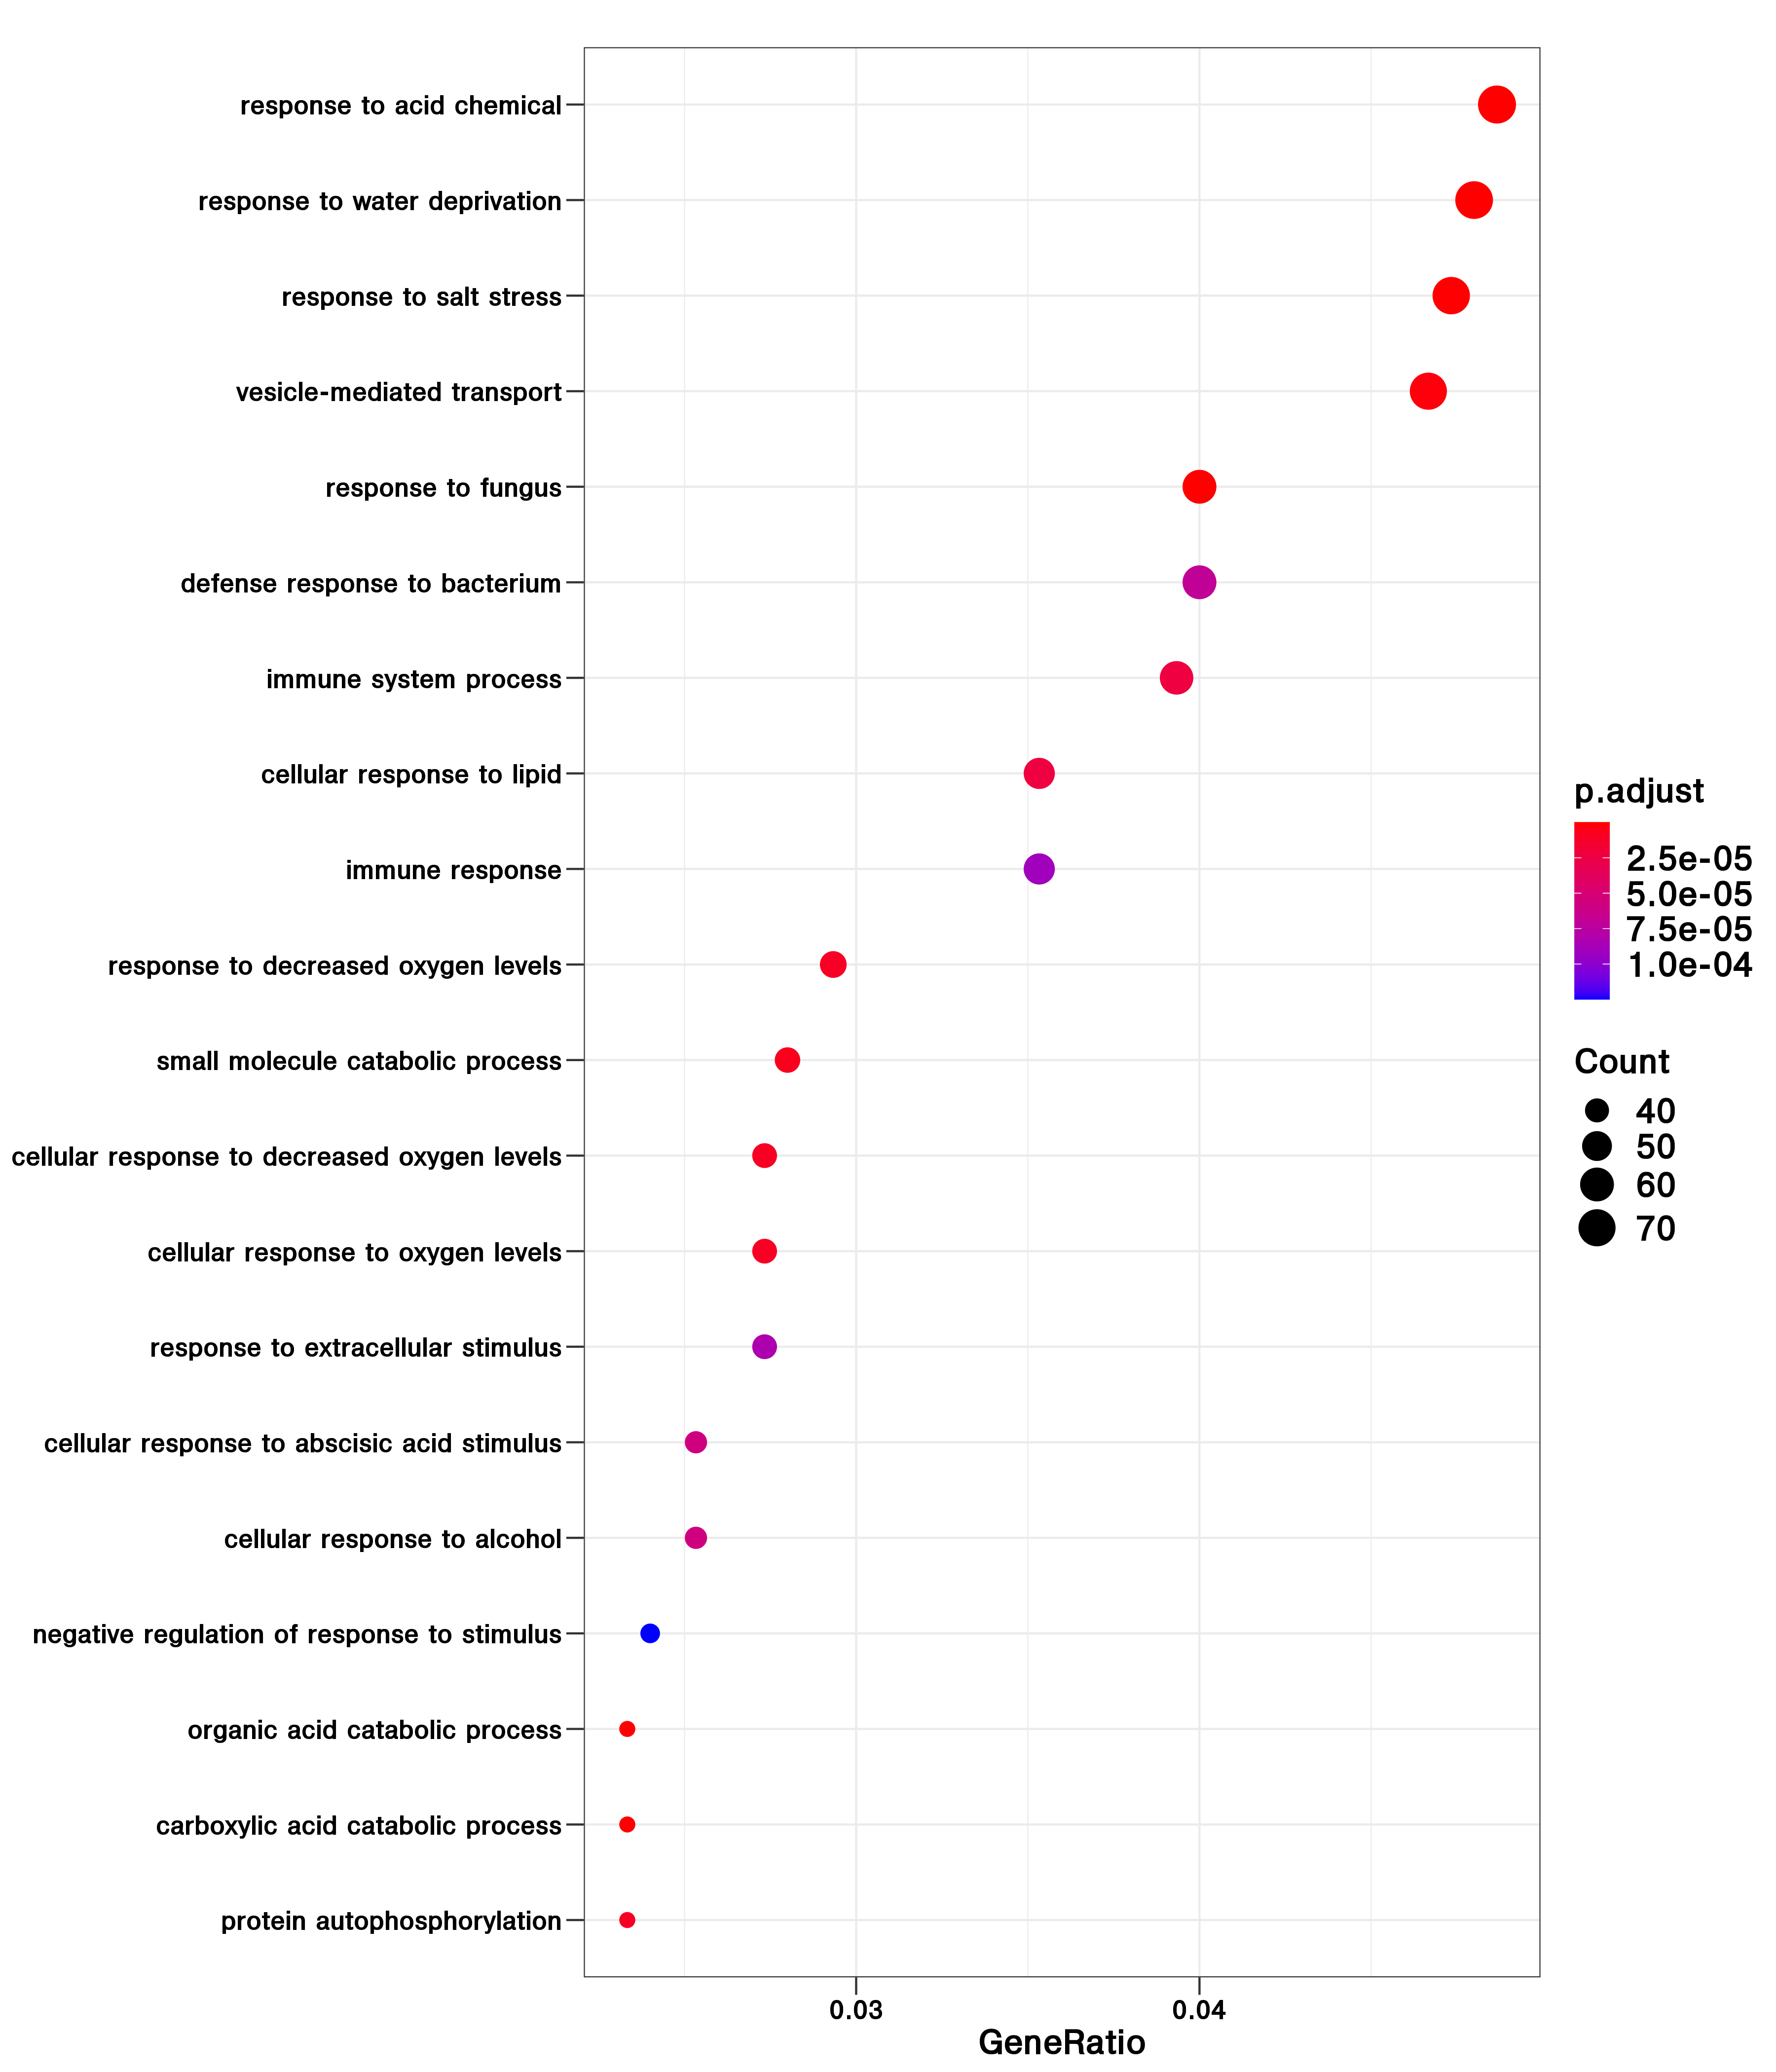 response to acid chemical
response to water deprivation
response to salt stress
vesicle-mediated transport
response to fungus
defense response to bacterium
immune system process
cellular response to lipid
immune response
response to decreased oxygen levels
small molecule catabolic process
cellular response to decreased oxygen levels
cellular response to oxygen levels
response to extracellular stimulus
cellular response to abscisic acid stimulus
cellular response to alcohol
negative regulation of response to stimulus
organic acid catabolic process
carboxylic acid catabolic process
protein autophosphorylation
0.03 0.04
GeneRatio
p.adjust
2.5e-05
5.0e-05
7.5e-05
1.0e-04
Count
40
50
60
70